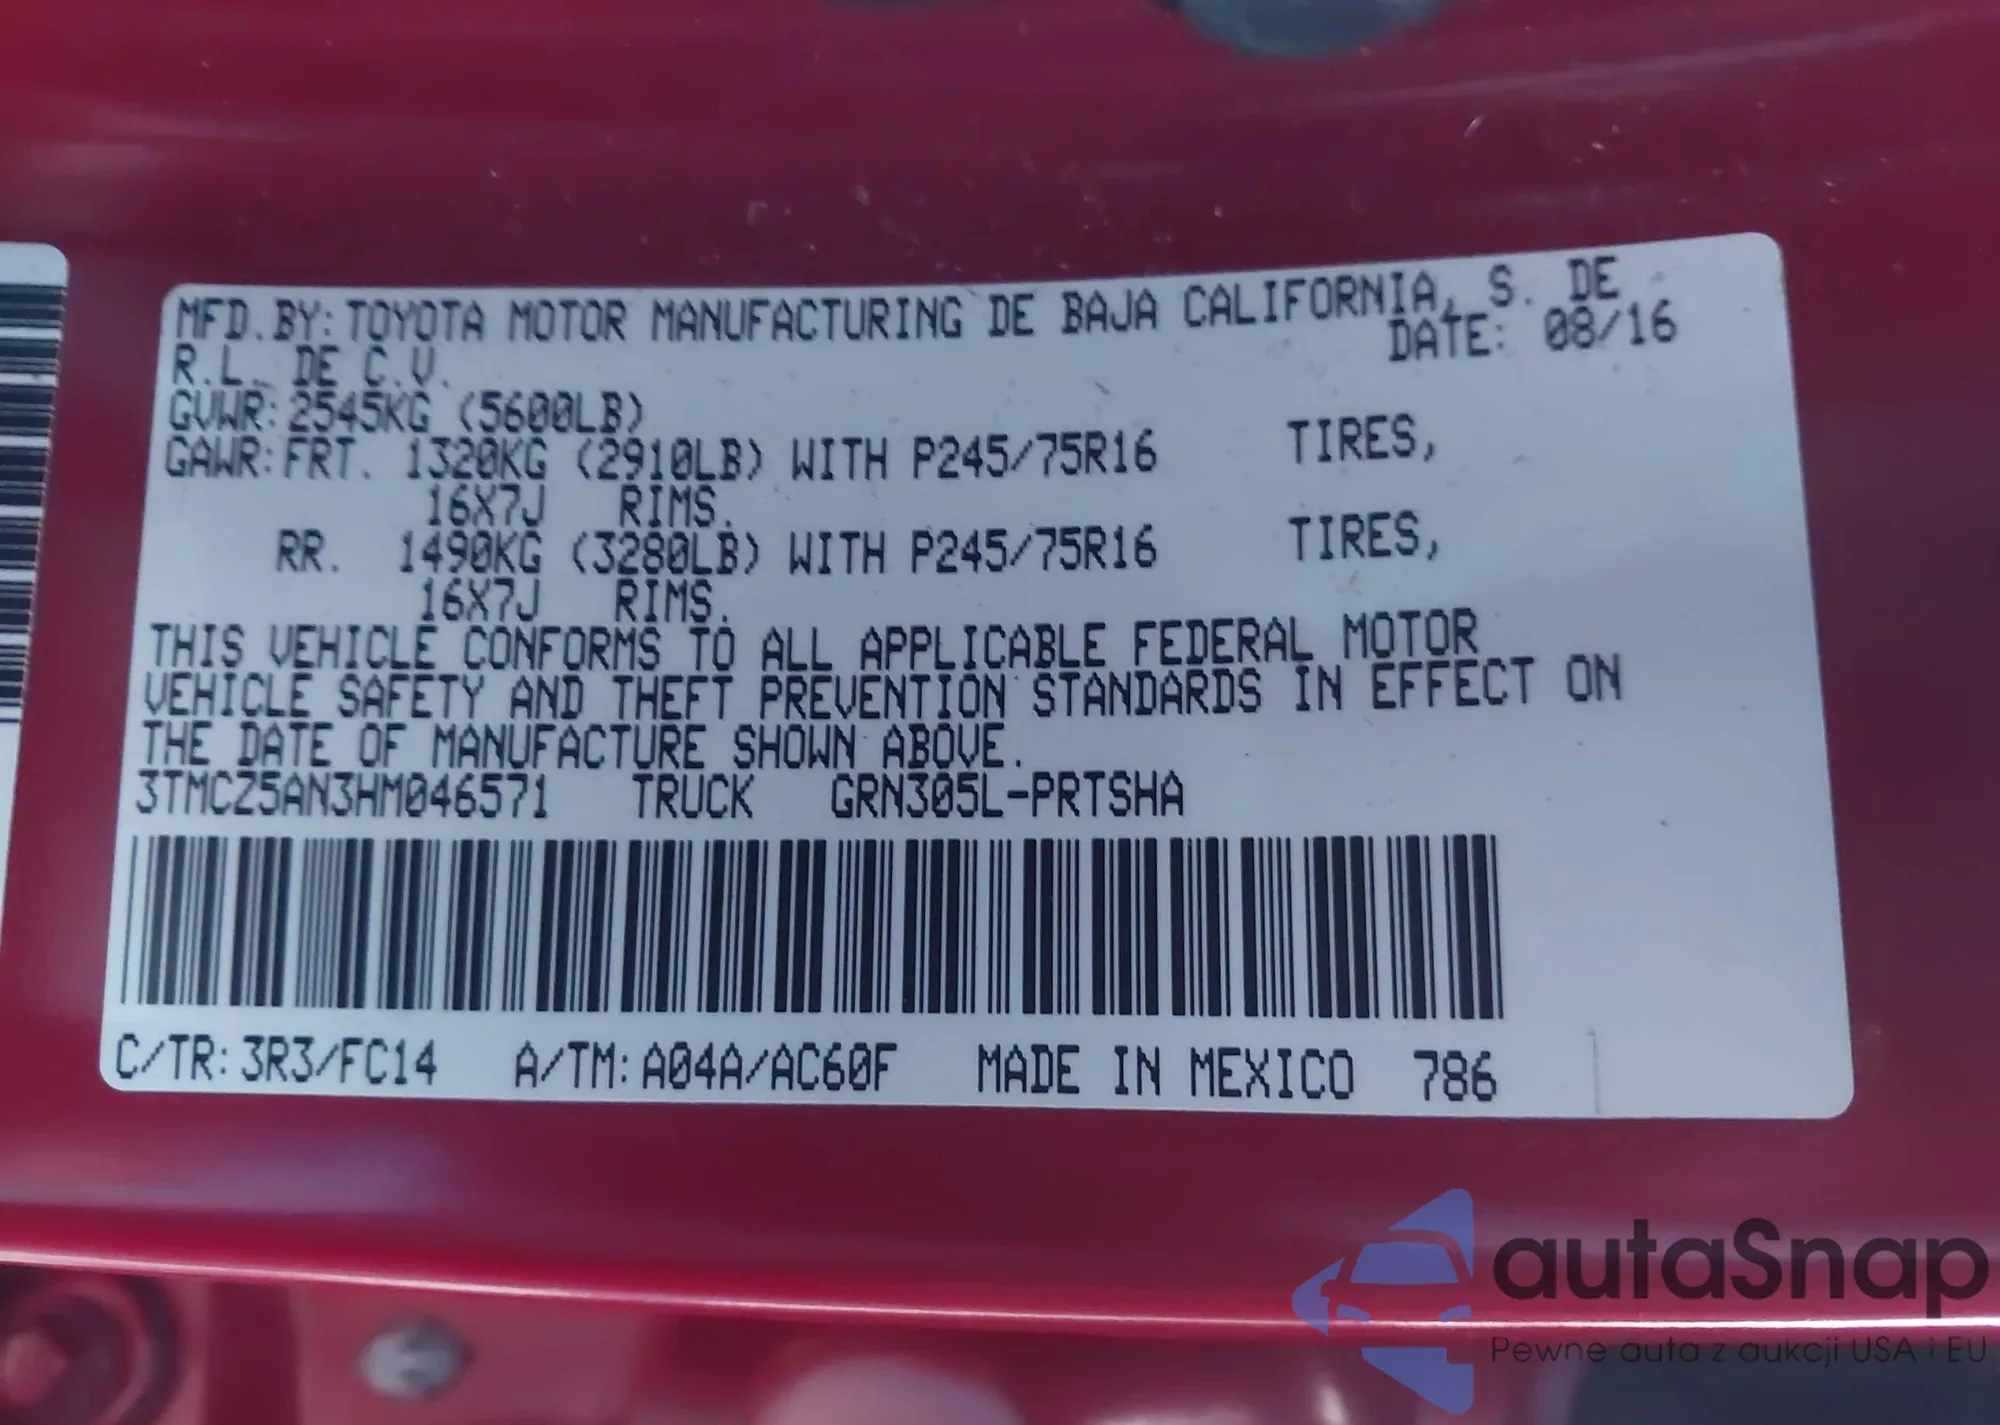 MFD.BY: TOYOTA MOTOR MANUFACTURING DE BAJA CALIFORNIA, S. DE
R.L. DE C.V. DATE: 08/16
GVWR: 2545KG (5600LB)
GAWR: FRT. 1320KG (2910LB) WITH P245/75R16 TIRES,
16X7J RIMS.
RR. 1490KG (3280LB) WITH P245/75R16 TIRES,
16X7J RIMS.
THIS VEHICLE CONFORMS TO ALL APPLICABLE FEDERAL MOTOR
VEHICLE SAFETY AND THEFT PREVENTION STANDARDS IN EFFECT ON
THE DATE OF MANUFACTURE SHOWN ABOVE.
3TMCZ5AN3HM046571 TRUCK GRN305L-PRTSHA
C/TR: 3R3/FC14 A/TM: A04A/AC60F MADE IN MEXICO 786
autaSnap
Pewne auta z aukcji USA i EU